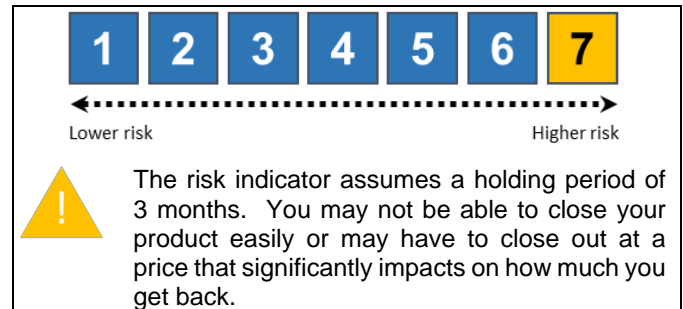 1 2 3 4 5 6 7
Lower risk Higher risk
!
The risk indicator assumes a holding period of
3 months. You may not be able to close your
product easily or may have to close out at a
price that significantly impacts on how much you
get back.